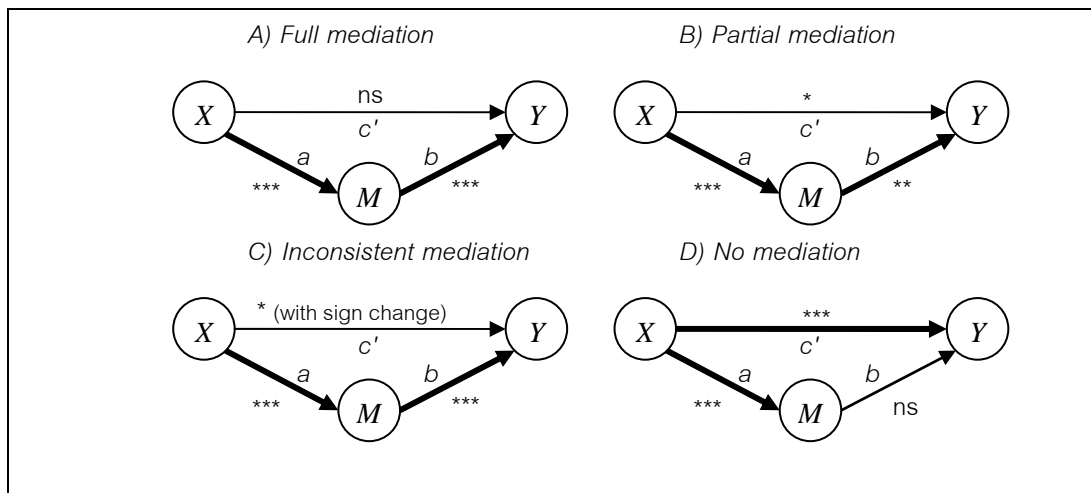 A) Full mediation
ns
X
Y
c'
a
b
***
***
M
B) Partial mediation
*
X
Y
c'
a
b
***
**
M
C) Inconsistent mediation
* (with sign change)
X
Y
c'
a
b
***
***
M
D) No mediation
***
X
Y
c'
a
b
***
ns
M